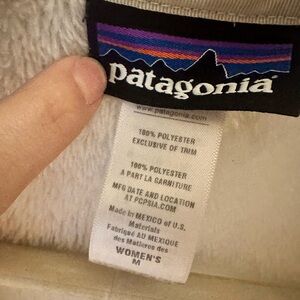 patagonia
www.patagonia.com
100% POLYESTER
EXCLUSIVE OF TRIM
100% POLYESTER
A PART LA GARNITURE
MFG DATE AND LOCATION
AT PCPSIA.COM
Made in MEXICO of U.S.
Materials
Fabriqué AU MEXIQUE
des Matieres des
WOMEN'S
M